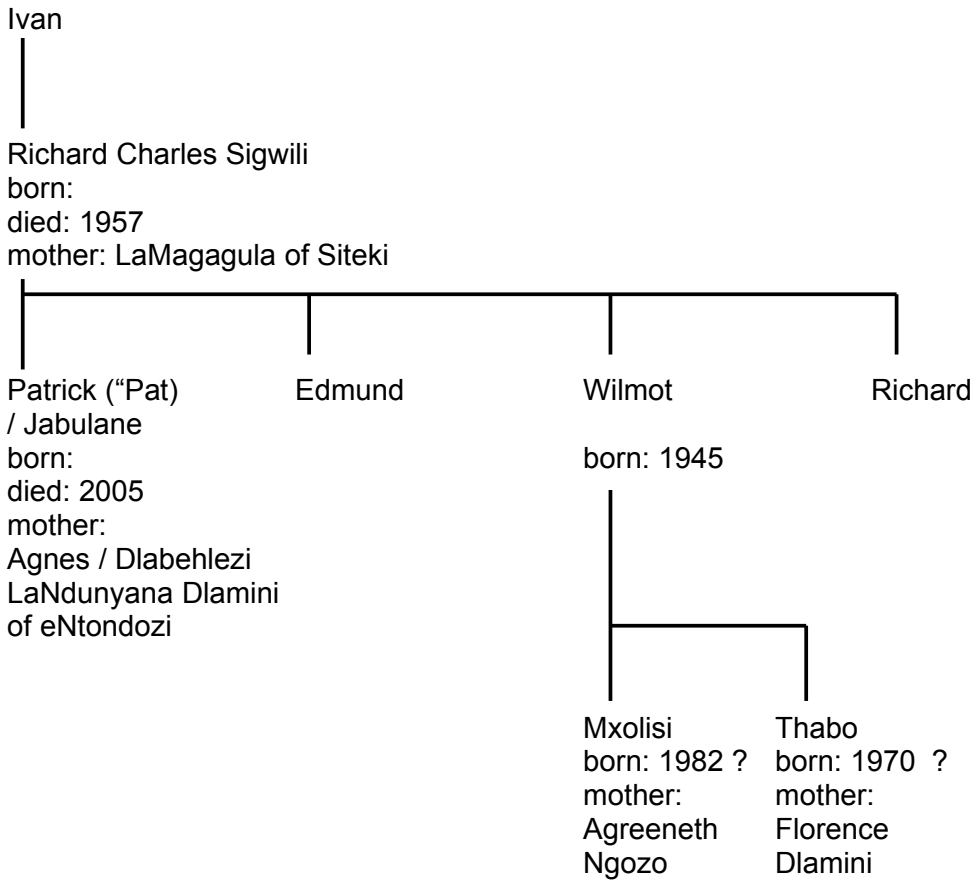 Ivan
Richard Charles Sigwili
born:
died: 1957
mother: LaMagagula of Siteki
Patrick (“Pat)
/ Jabulane
born:
died: 2005
mother:
Agnes / Dlabehlezi
LaNdunyana Dlamini
of eNtondozi
Edmund
Wilmot
born: 1945
Richard
Mxolisi
born: 1982 ?
mother:
Agreeneth
Ngozo
Thabo
born: 1970 ?
mother:
Florence
Dlamini